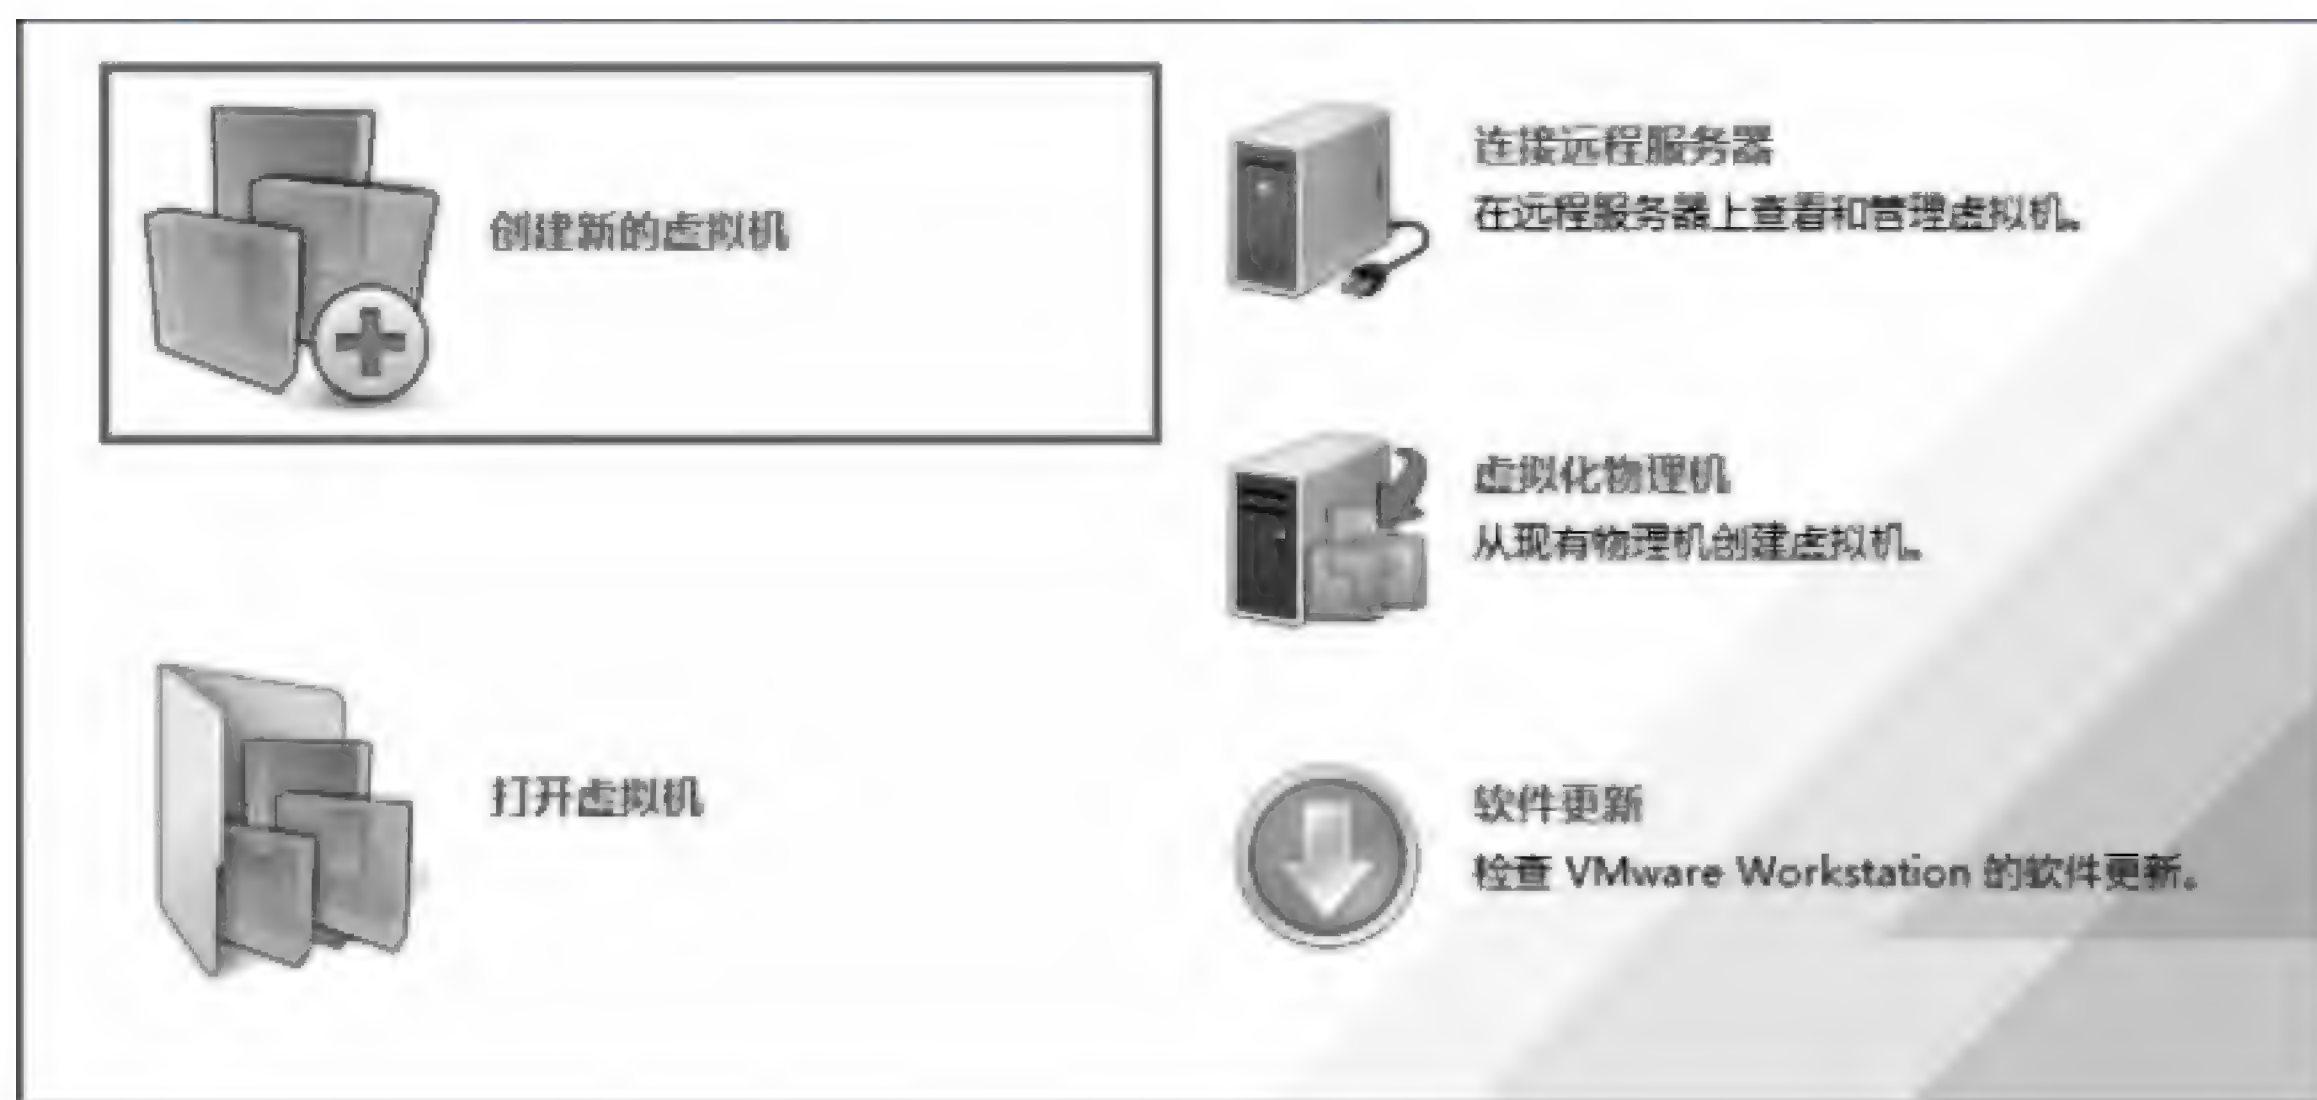 创建新的虚拟机
打开虚拟机
连接远程服务器
在远程服务器上查看和管理虚拟机。
虚拟化物理机
从现有物理机创建虚拟机。
软件更新
检查 VMware Workstation 的软件更新。